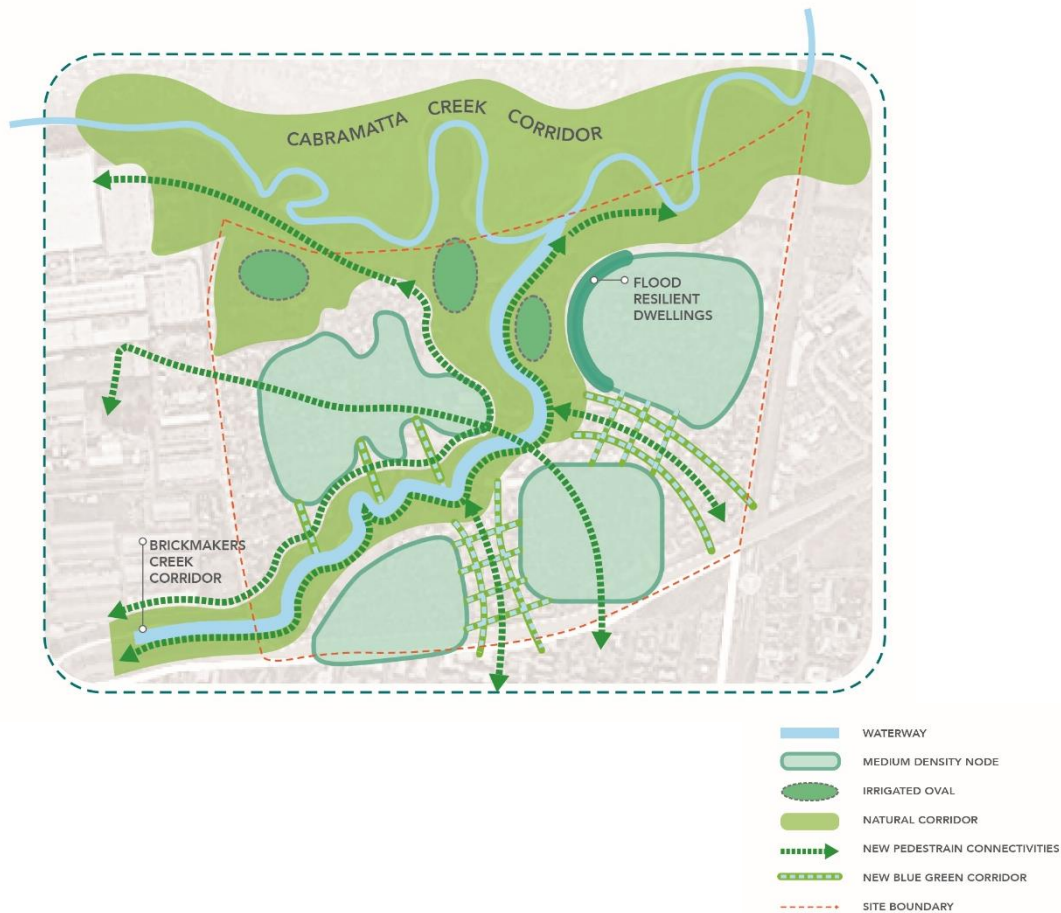 CABRAMATTA CREEK CORRIDOR
FLOOD
RESILIENT
DWELLINGS
BRICKMAKERS
CREEK
CORRIDOR
WATERWAY
MEDIUM DENSITY NODE
IRRIGATED OVAL
NATURAL CORRIDOR
NEW PEDESTRAIN CONNECTIVITIES
NEW BLUE GREEN CORRIDOR
SITE BOUNDARY